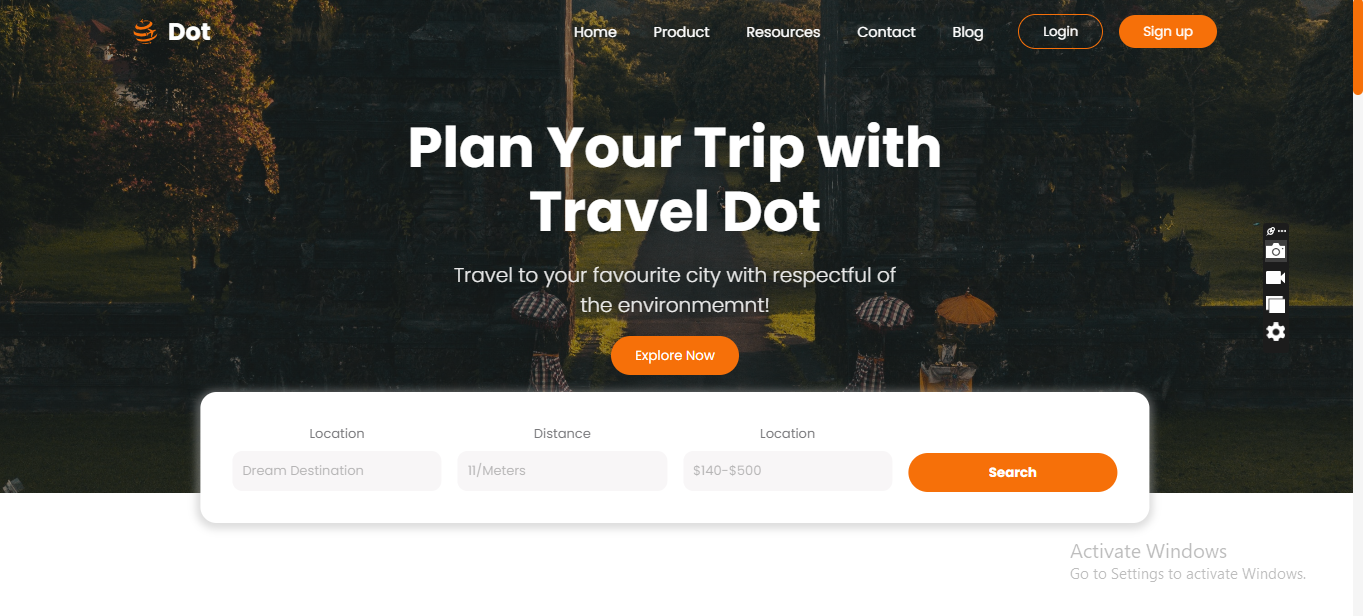 Dot
Home Product Resources Contact Blog Login Sign up
Plan Your Trip with
Travel Dot
Travel to your favourite city with respectful of
the environmemnt!
Explore Now
Location Distance Location
Dream Destination 11/Meters $140-$500 Search
Activate Windows
Go to Settings to activate Windows.